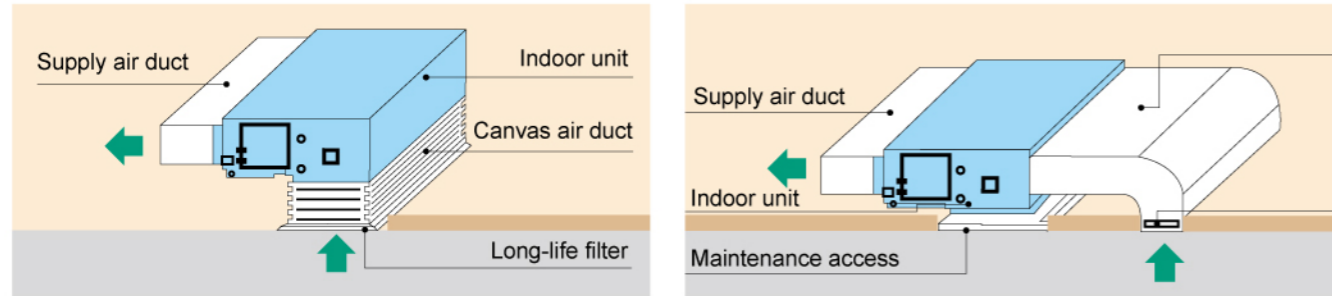 Supply air duct
Indoor unit
Canvas air duct
Long-life filter
Supply air duct
Indoor unit
Maintenance access